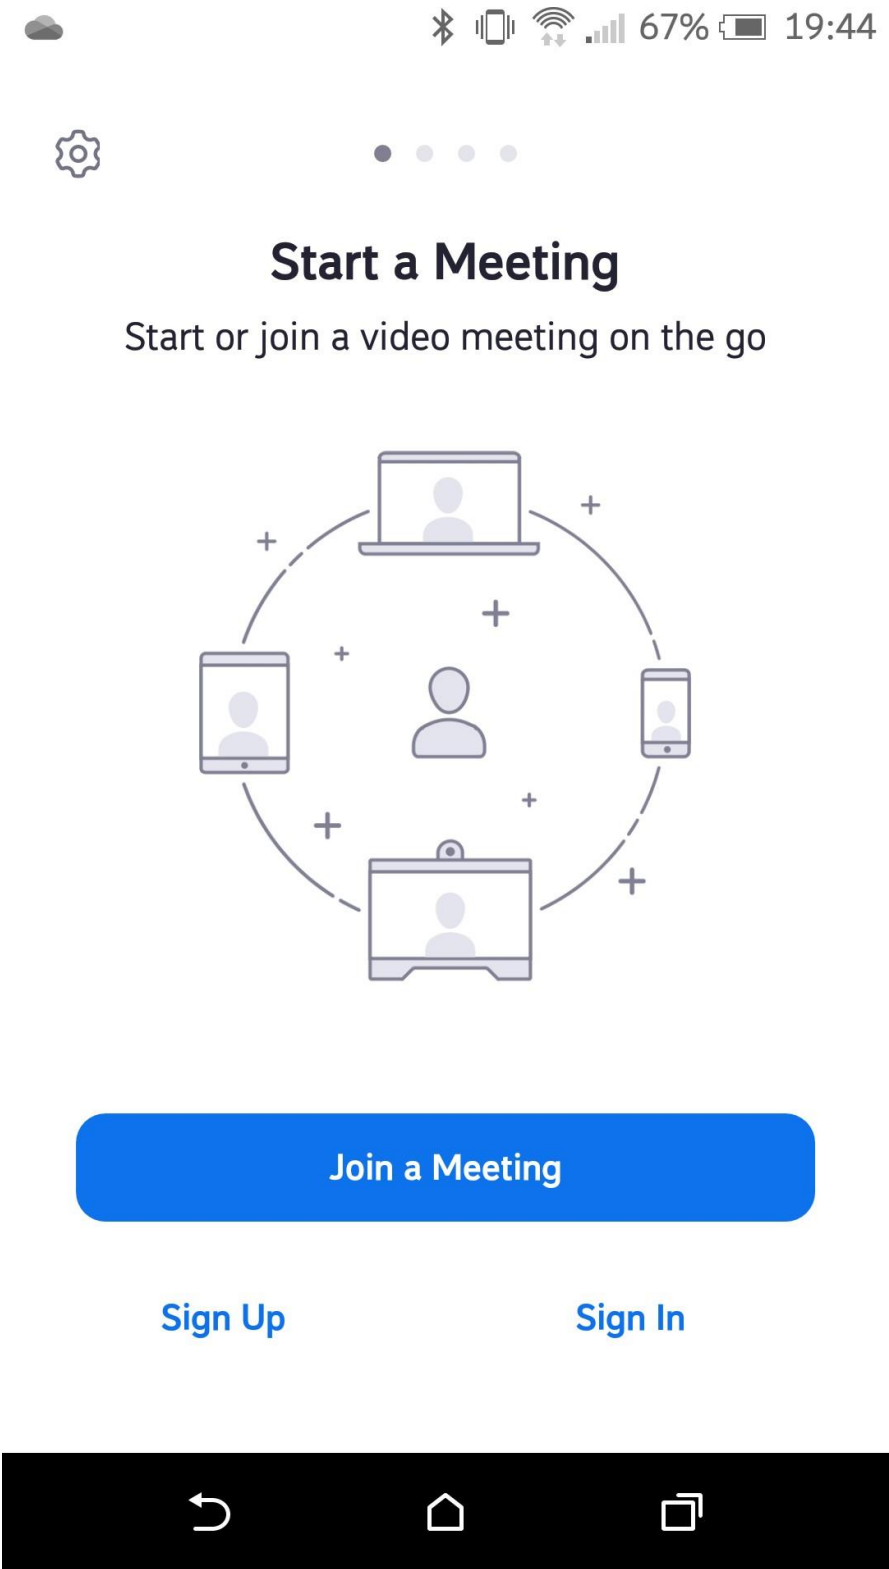 67% 19:44
Start a Meeting
Start or join a video meeting on the go
Join a Meeting
Sign Up
Sign In